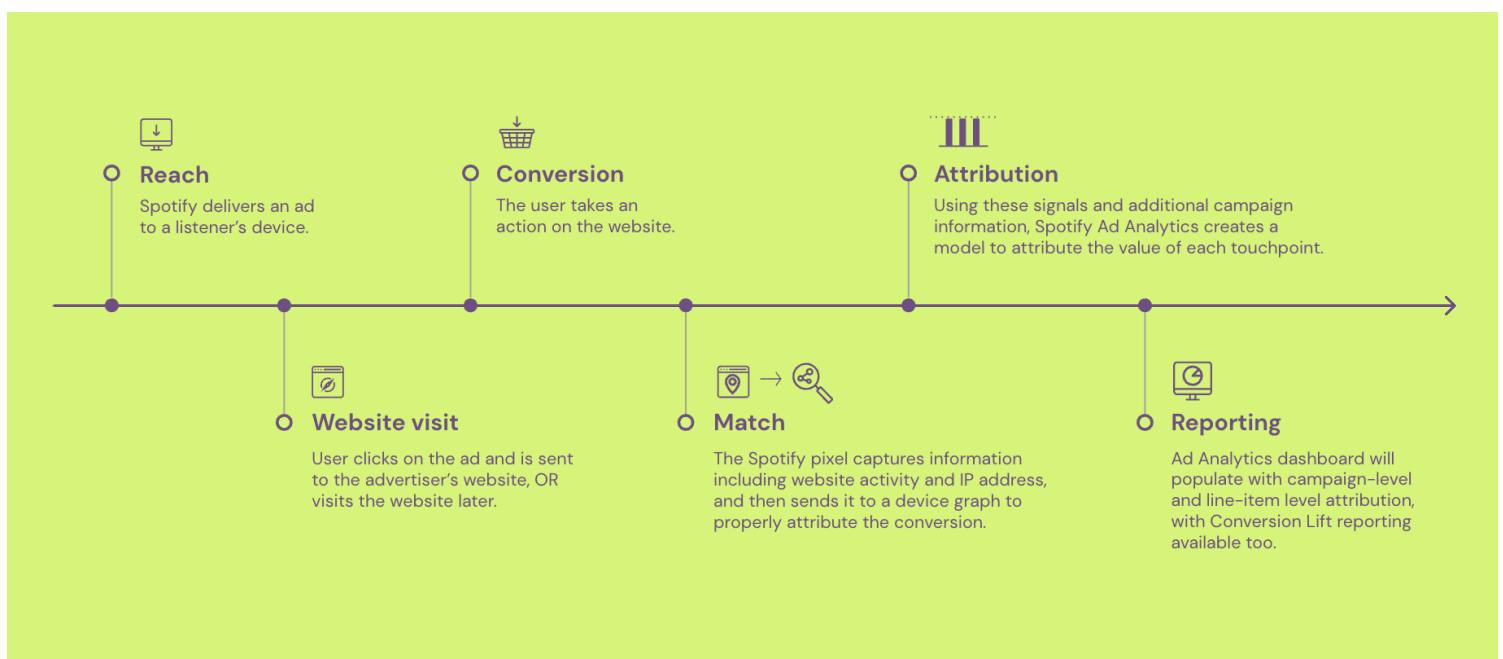 Reach
Spotify delivers an ad
to a listener's device.
Website visit
User clicks on the ad and is sent
to the advertiser's website, OR
visits the website later.
Conversion
The user takes an
action on the website.
Match
The Spotify pixel captures information
including website activity and IP address,
and then sends it to a device graph to
properly attribute the conversion.
Attribution
Using these signals and additional campaign
information, Spotify Ad Analytics creates a
model to attribute the value of each touchpoint.
Reporting
Ad Analytics dashboard will
populate with campaign-level
and line-item level attribution,
with Conversion Lift reporting
available too.